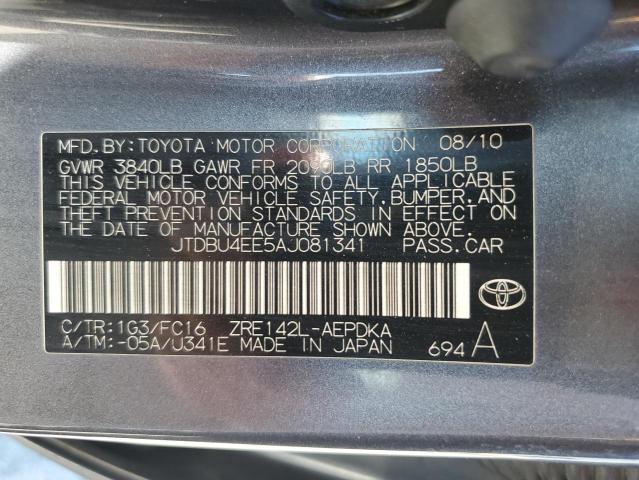 MFD.BY:TOYOTA MOTOR CORPORATION 08/10
GVWR 3840LB GAWR FR 2090LB RR 1850LB
THIS VEHICLE CONFORMS TO ALL APPLICABLE
FEDERAL MOTOR VEHICLE SAFETY,BUMPER,AND
THEFT PREVENTION STANDARDS IN EFFECT ON
THE DATE OF MANUFACTURE SHOWN ABOVE.
JTDBU4EE5AJ081341 PASS.CAR
C/TR:1G3/FC16 ZRE142L-AEPDKA
A/TM:-05A/U341E MADE IN JAPAN 694 A